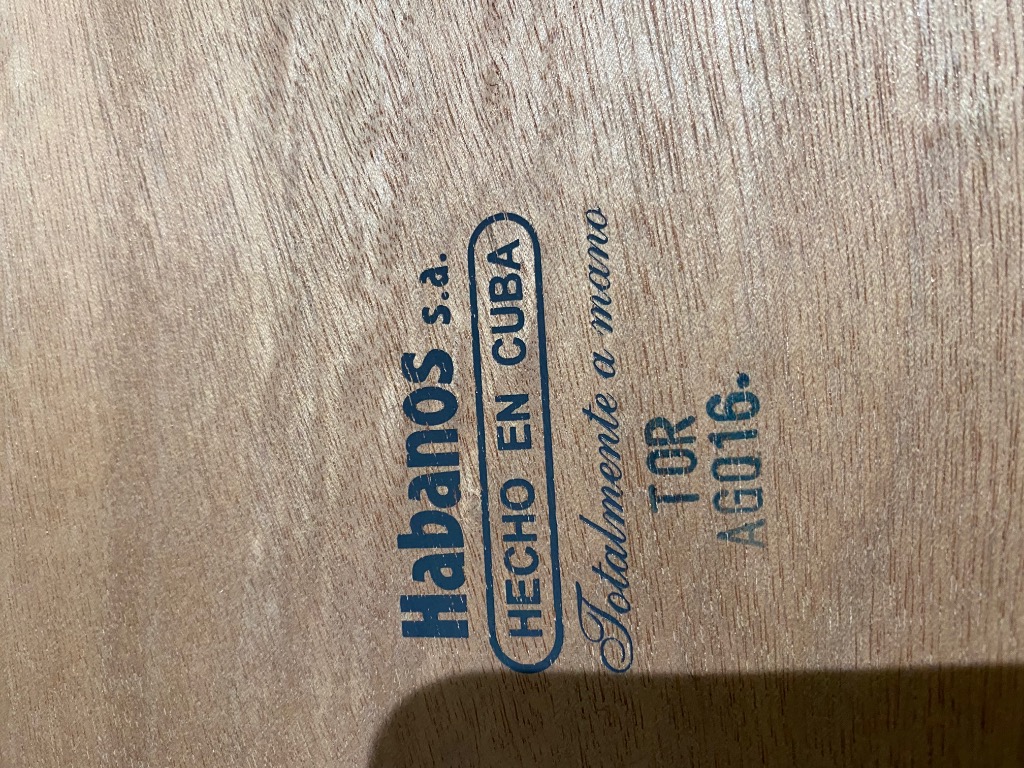 Habanos s.a.
HECHO EN CUBA
Totalmente a mano
TOR
AGO16.